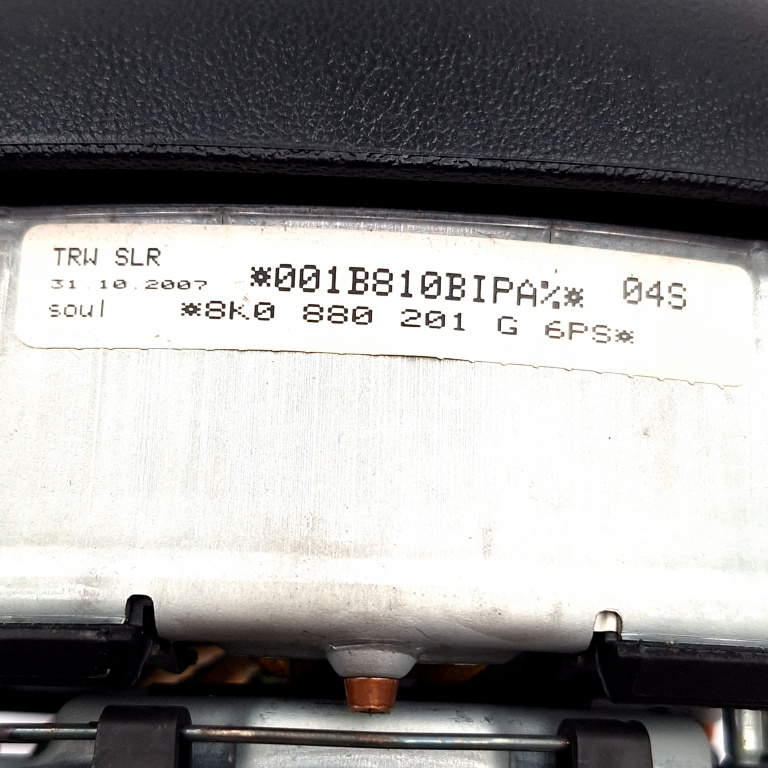 TRW SLR
31.10.2007 *001B810BIPA%* 04S
soul *8K0 880 201 G 6PS*